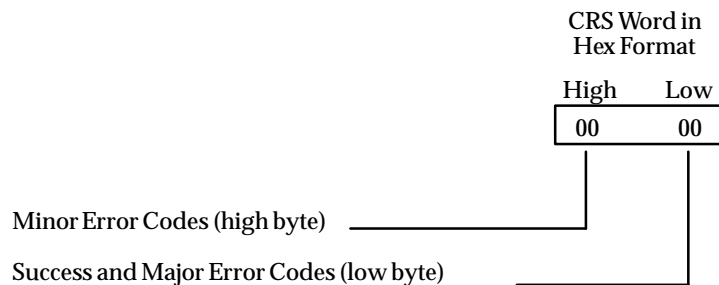 CRS Word in
Hex Format
High Low
00 00
Minor Error Codes (high byte)
Success and Major Error Codes (low byte)